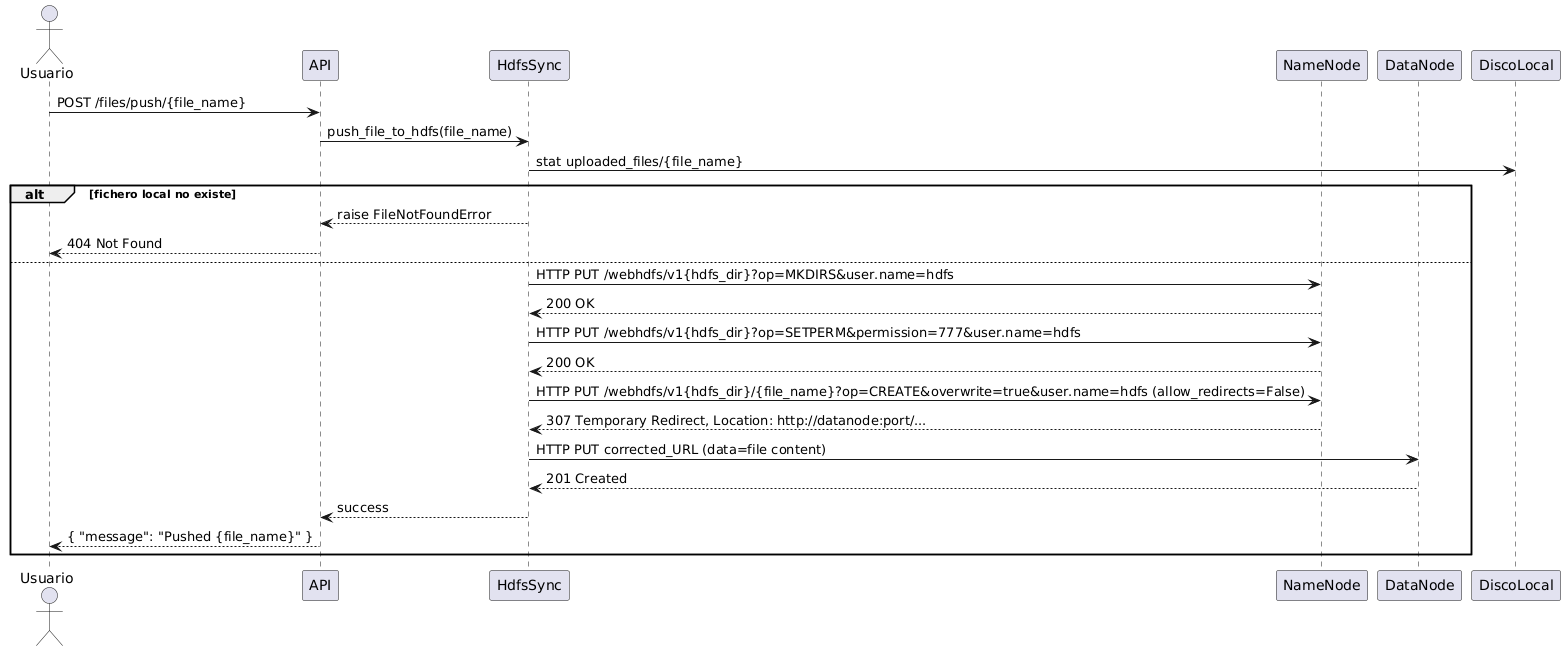 Usuario
API
HdfsSync
NameNode
DataNode
DiscoLocal
POST /files/push/{file_name}
push_file_to_hdfs(file_name)
stat uploaded_files/{file_name}
alt [fichero local no existe]
raise FileNotFoundError
404 Not Found
HTTP PUT /webhdfs/v1{hdfs_dir}?op=MKDIRS&user.name=hdfs
200 OK
HTTP PUT /webhdfs/v1{hdfs_dir}?op=SETPERM&permission=777&user.name=hdfs
200 OK
HTTP PUT /webhdfs/v1{hdfs_dir}/{file_name}?op=CREATE&overwrite=true&user.name=hdfs (allow_redirects=False)
307 Temporary Redirect, Location: http://datanode:port/...
HTTP PUT corrected_URL (data=file content)
201 Created
success
{ "message": "Pushed {file_name}" }
Usuario
API
HdfsSync
NameNode
DataNode
DiscoLocal